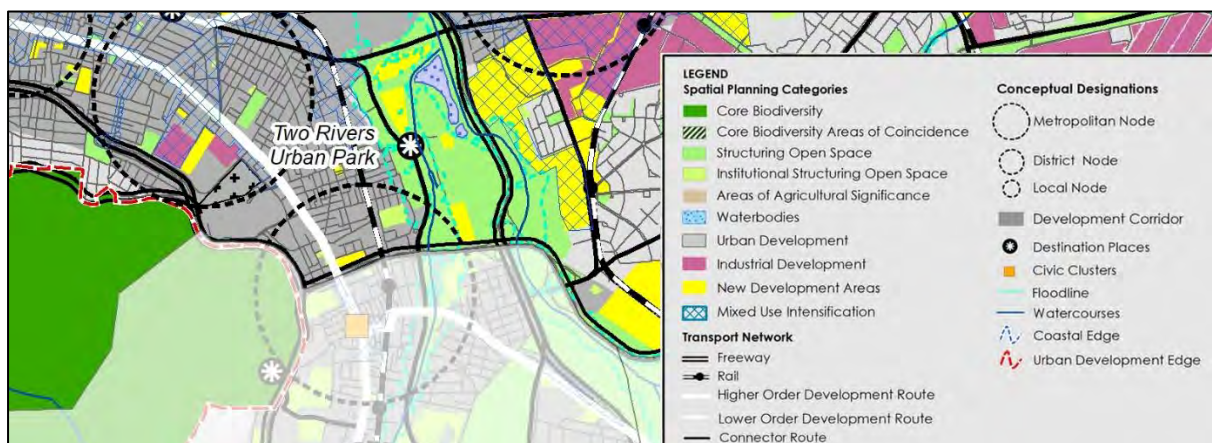 Two Rivers
Urban Park
LEGEND
Spatial Planning Categories
Core Biodiversity
Core Biodiversity Areas of Coincidence
Structuring Open Space
Institutional Structuring Open Space
Areas of Agricultural Significance
Waterbodies
Urban Development
Industrial Development
New Development Areas
Mixed Use Intensification
Transport Network
Freeway
Rail
Higher Order Development Route
Lower Order Development Route
Connector Route
Conceptual Designations
Metropolitan Node
District Node
Local Node
Development Corridor
Destination Places
Civic Clusters
Floodline
Watercourses
Coastal Edge
Urban Development Edge